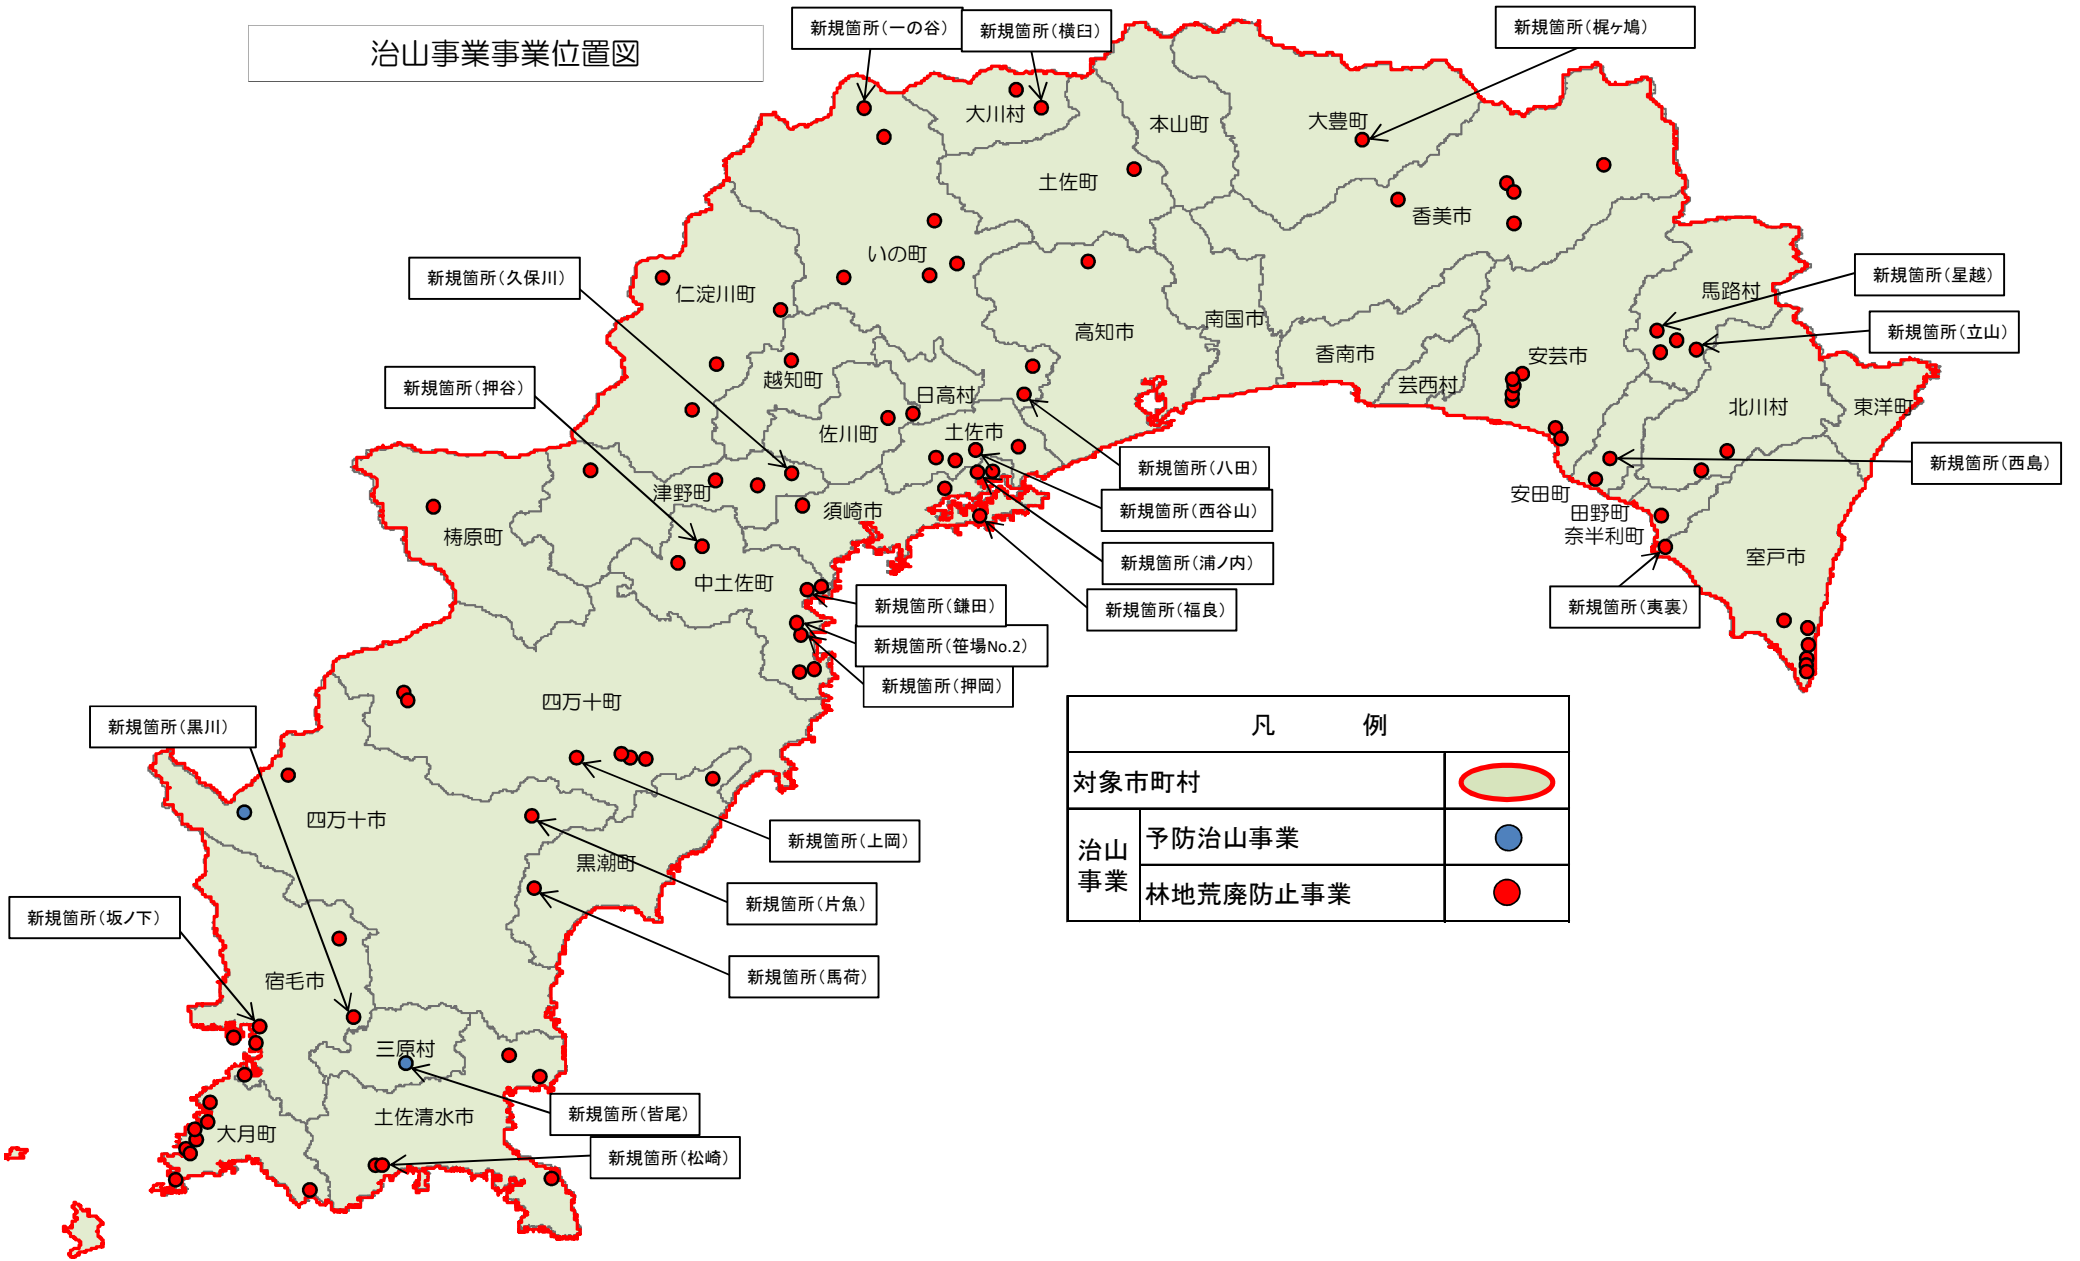 治山事業事業位置図
新規箇所(一の谷)
新規箇所(横臼)
新規箇所(梶ヶ鳴)
大川村
本山町
大豊町
土佐町
香美市
いの町
新規箇所(久保川)
仁淀川町
馬路村
新規箇所(星越)
高知市
南国市
新規箇所(立山)
香南市
安芸市
越知町
芸西村
新規箇所(押谷)
日高村
北川村
東洋町
佐川町
土佐市
新規箇所(八田)
新規箇所(西島)
津野町
安田町
須崎市
新規箇所(西谷山)
田野町
梼原町
奈半利町
室戸市
新規箇所(浦ノ内)
中土佐町
新規箇所(鎌田)
新規箇所(福良)
新規箇所(夷裏)
新規箇所(笹場No.2)
新規箇所(押岡)
四万十町
新規箇所(黒川)
凡 例
対象市町村
治山
事業
予防治山事業
林地荒廃防止事業
四万十市
新規箇所(上岡)
黒潮町
新規箇所(片魚)
新規箇所(坂ノ下)
新規箇所(馬荷)
宿毛市
三原村
新規箇所(皆尾)
土佐清水市
大月町
新規箇所(松崎)